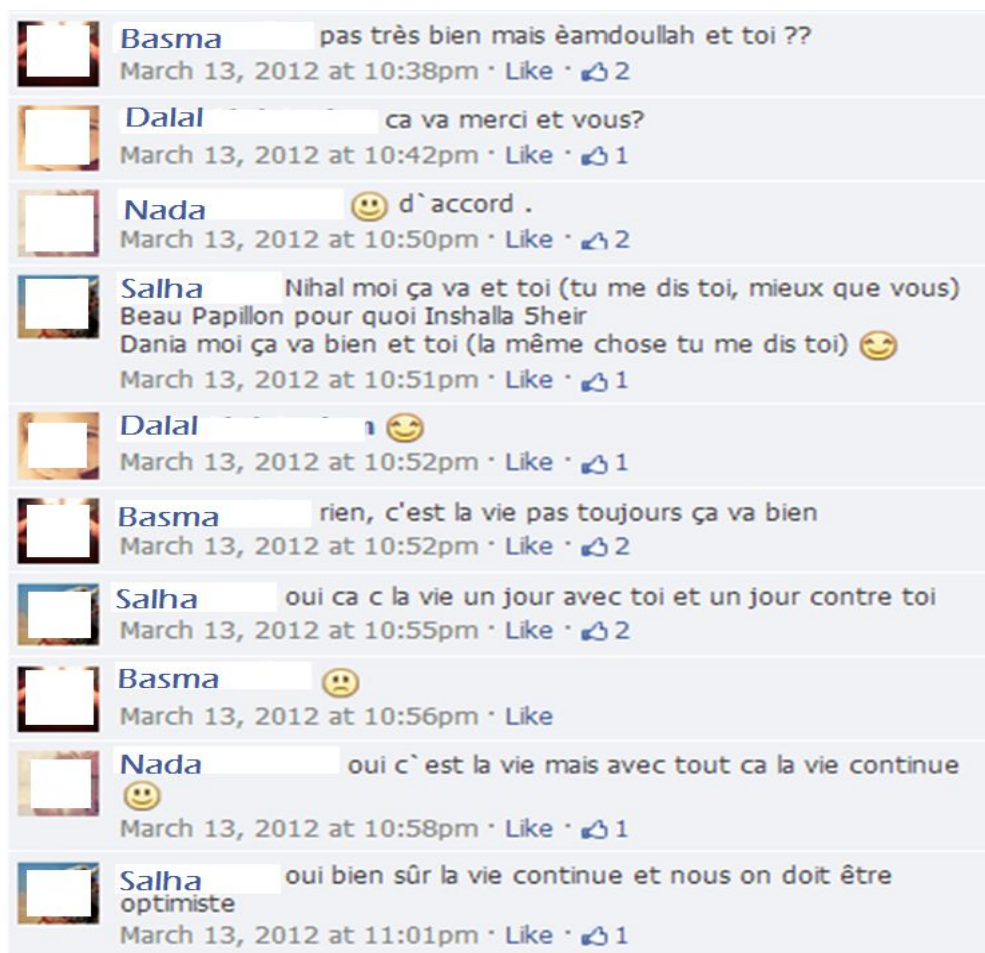 Basma pas très bien mais èamdoullah et toi ??
March 13, 2012 at 10:38pm · Like · 2
Dalal ca va merci et vous?
March 13, 2012 at 10:42pm · Like · 1
Nada d`accord .
March 13, 2012 at 10:50pm · Like · 2
Salha Nihal moi ça va et toi (tu me dis toi, mieux que vous)
Beau Papillon pour quoi Inshalla 5heir
Dania moi ça va bien et toi (la même chose tu me dis toi)
March 13, 2012 at 10:51pm · Like · 1
Dalal
March 13, 2012 at 10:52pm · Like · 1
Basma rien, c'est la vie pas toujours ça va bien
March 13, 2012 at 10:52pm · Like · 2
Salha oui ca c la vie un jour avec toi et un jour contre toi
March 13, 2012 at 10:55pm · Like · 2
Basma
March 13, 2012 at 10:56pm · Like
Nada oui c`est la vie mais avec tout ca la vie continue
March 13, 2012 at 10:58pm · Like · 1
Salha oui bien sûr la vie continue et nous on doit être
optimiste
March 13, 2012 at 11:01pm · Like · 1